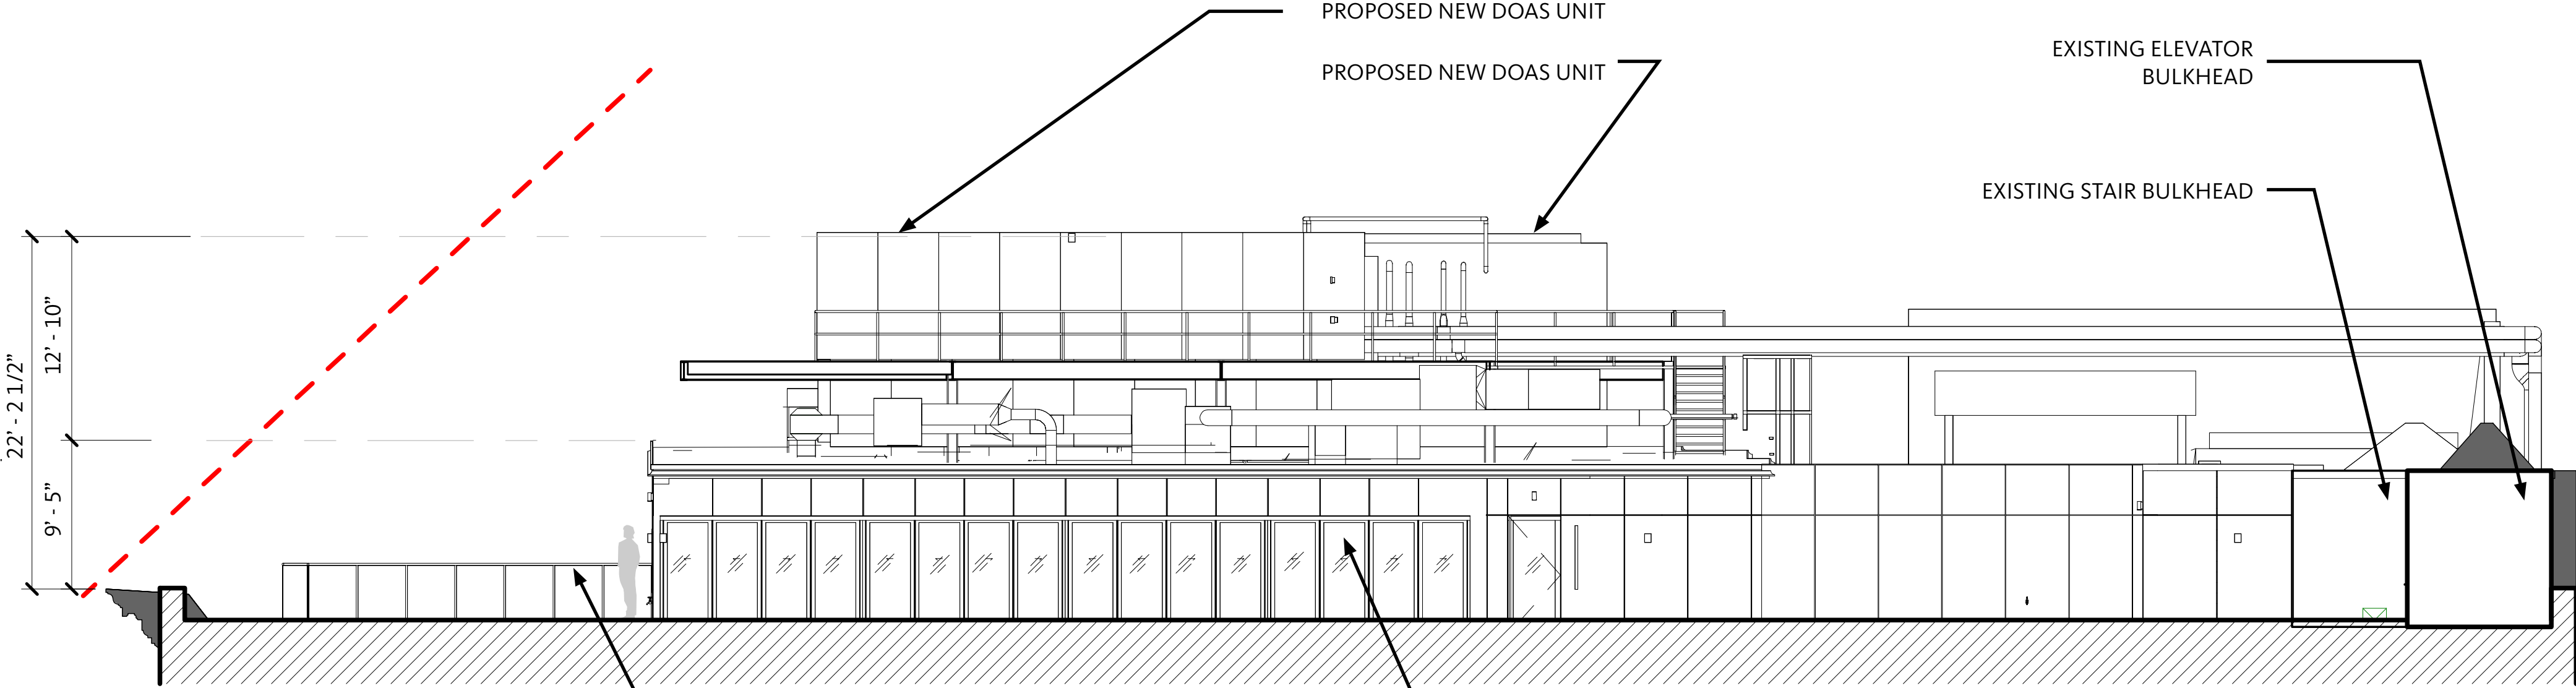 PROPOSED NEW DOAS UNIT
PROPOSED NEW DOAS UNIT
EXISTING ELEVATOR
BULKHEAD
EXISTING STAIR BULKHEAD
22’ - 2 1/2”
12’ - 10”
9’ - 5”